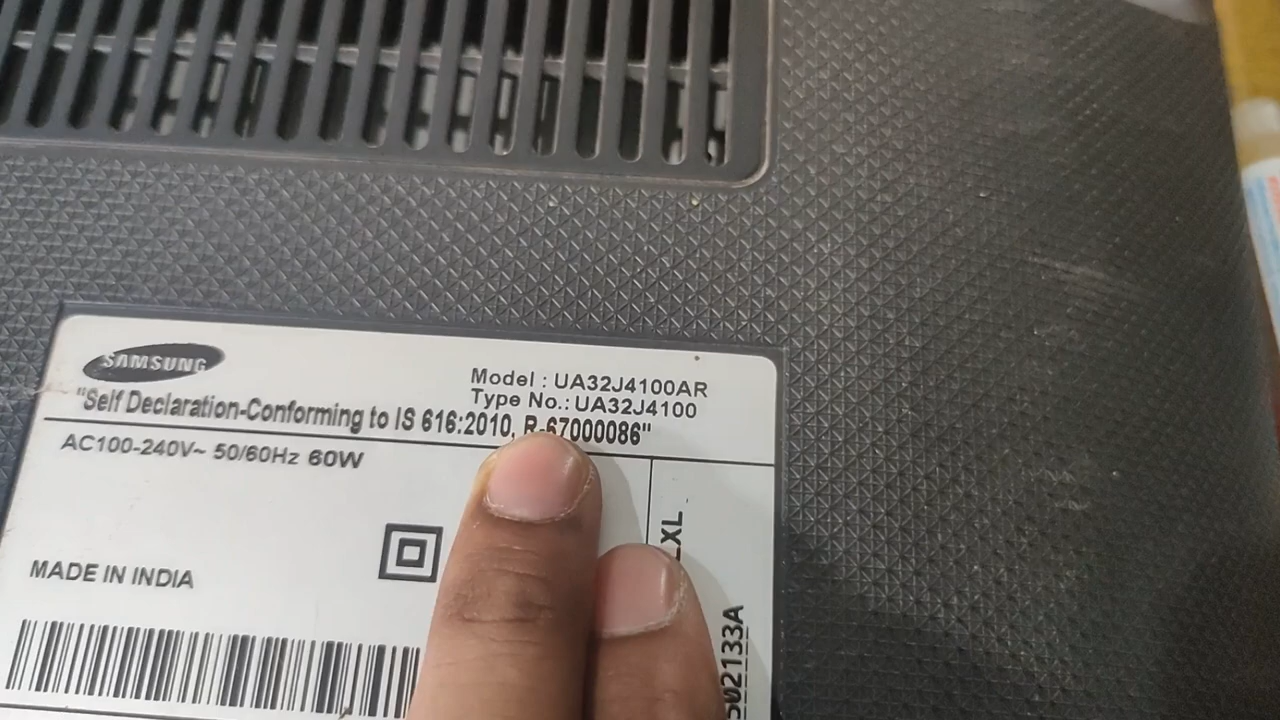 SAMSUNG
Model : UA32J4100AR
Type No.: UA32J4100
"Self Declaration-Conforming to IS 616:2010, R-67000086"
AC100-240V~ 50/60Hz 60W
MADE IN INDIA